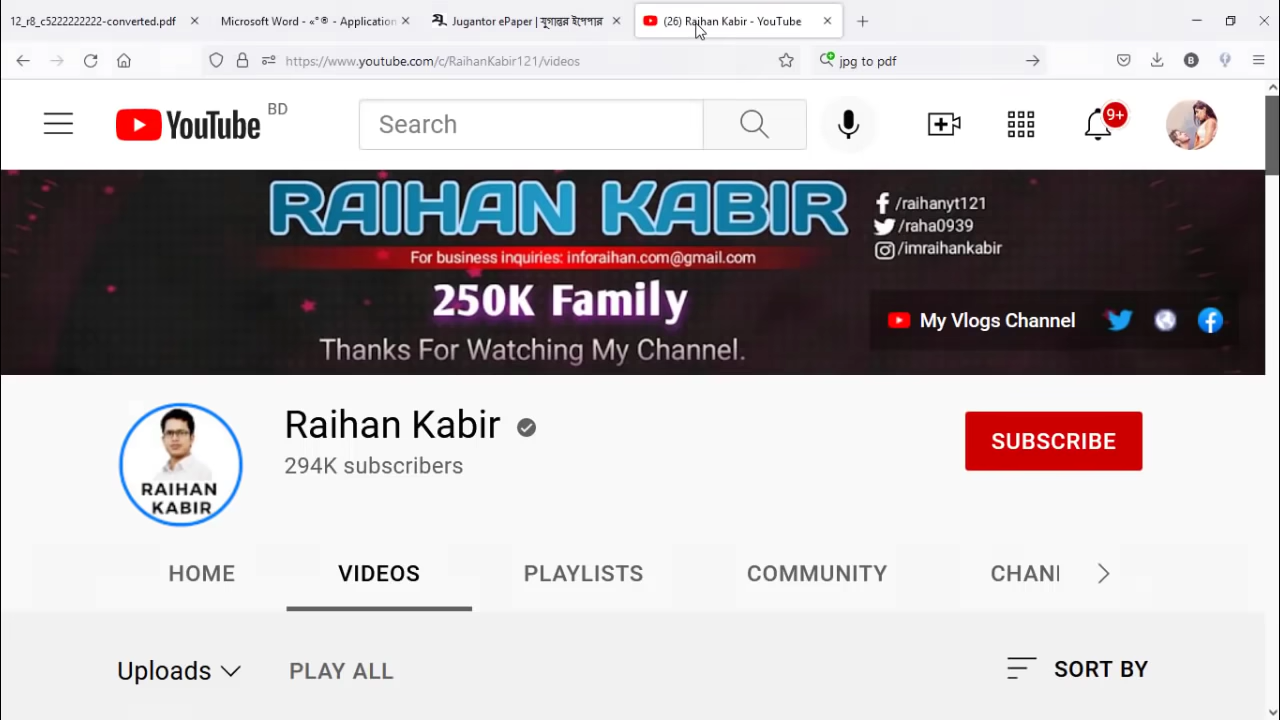 12_r8_c5222222222-converted.pdf
Microsoft Word - «°® - Application
Jugantor ePaper | যুগান্তর ইপেপার
(26) Raihan Kabir - YouTube
https://www.youtube.com/c/RaihanKabir121/videos
jpg to pdf
B
YouTube BD
Search
9+
RAIHAN KABIR
For business inquiries: inforaihan.com@gmail.com
250K Family
Thanks For Watching My Channel.
/raihanyt121
/raha0939
/imraihankabir
My Vlogs Channel
RAIHAN
KABIR
Raihan Kabir
294K subscribers
SUBSCRIBE
HOME VIDEOS PLAYLISTS COMMUNITY CHANI
Uploads PLAY ALL SORT BY